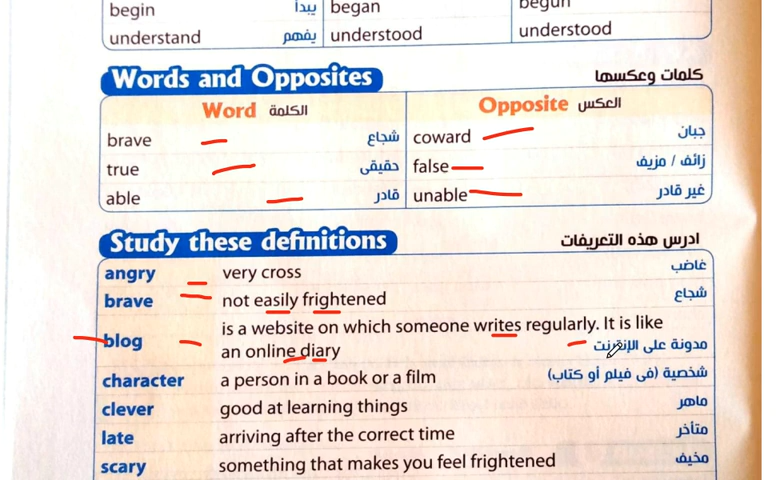 begin يبدأ began begun
understand يفهم understood understood
Words and Opposites كلمات وعكسها
Word الكلمة Opposite العكس
brave شجاع coward جبان
true حقيقى false زائف / مزيف
able قادر unable غير قادر
Study these definitions ادرس هذه التعريفات
angry very cross غاضب
brave not easily frightened شجاع
blog is a website on which someone writes regularly. It is like
an online diary مدونة على الإنترنت
character a person in a book or a film شخصية (فى فيلم أو كتاب)
clever good at learning things ماهر
late arriving after the correct time متأخر
scary something that makes you feel frightened مخيف